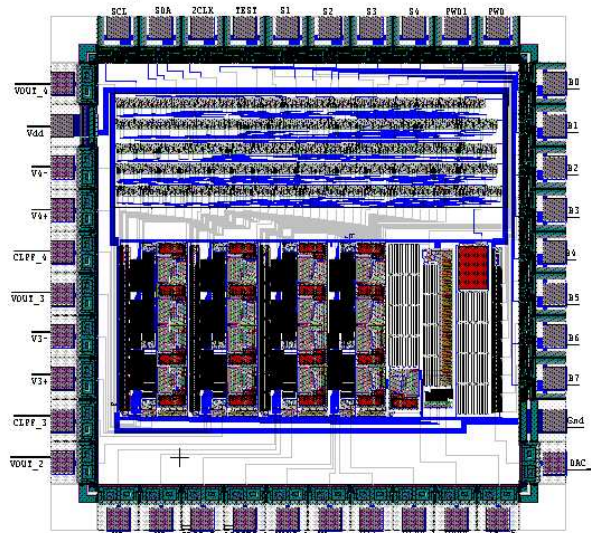 SCL SDA 2CLK TEST S1 S2 S3 S4 PWD1 PWD
VOUT_4
Vdd
V4-
V4+
CLPF_4
VOUT_3
V3-
V3+
CLPF_3
VOUT_2
B0
B1
B2
B3
B4
B5
B6
B7
Gnd
DAC_